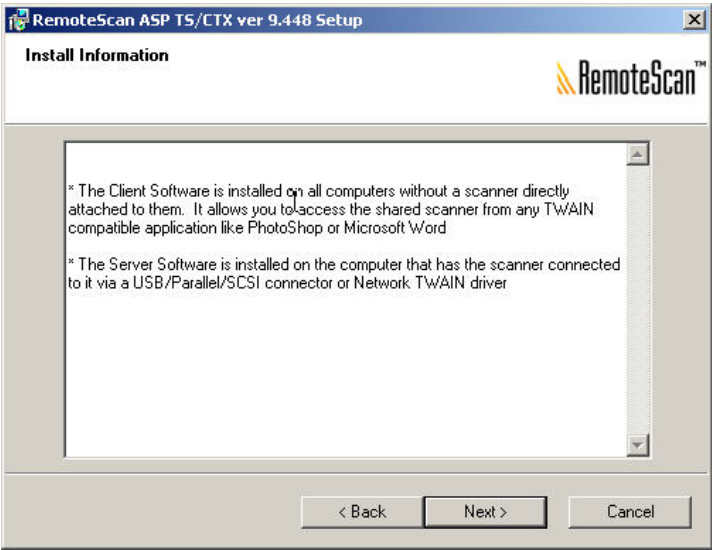 RemoteScan ASP TS/CTX ver 9.448 Setup
Install Information
RemoteScan™
* The Client Software is installed on all computers without a scanner directly
attached to them.  It allows you to access the shared scanner from any TWAIN
compatible application like PhotoShop or Microsoft Word
* The Server Software is installed on the computer that has the scanner connected
to it via a USB/Parallel/SCSI connector or Network TWAIN driver
< Back
Next >
Cancel